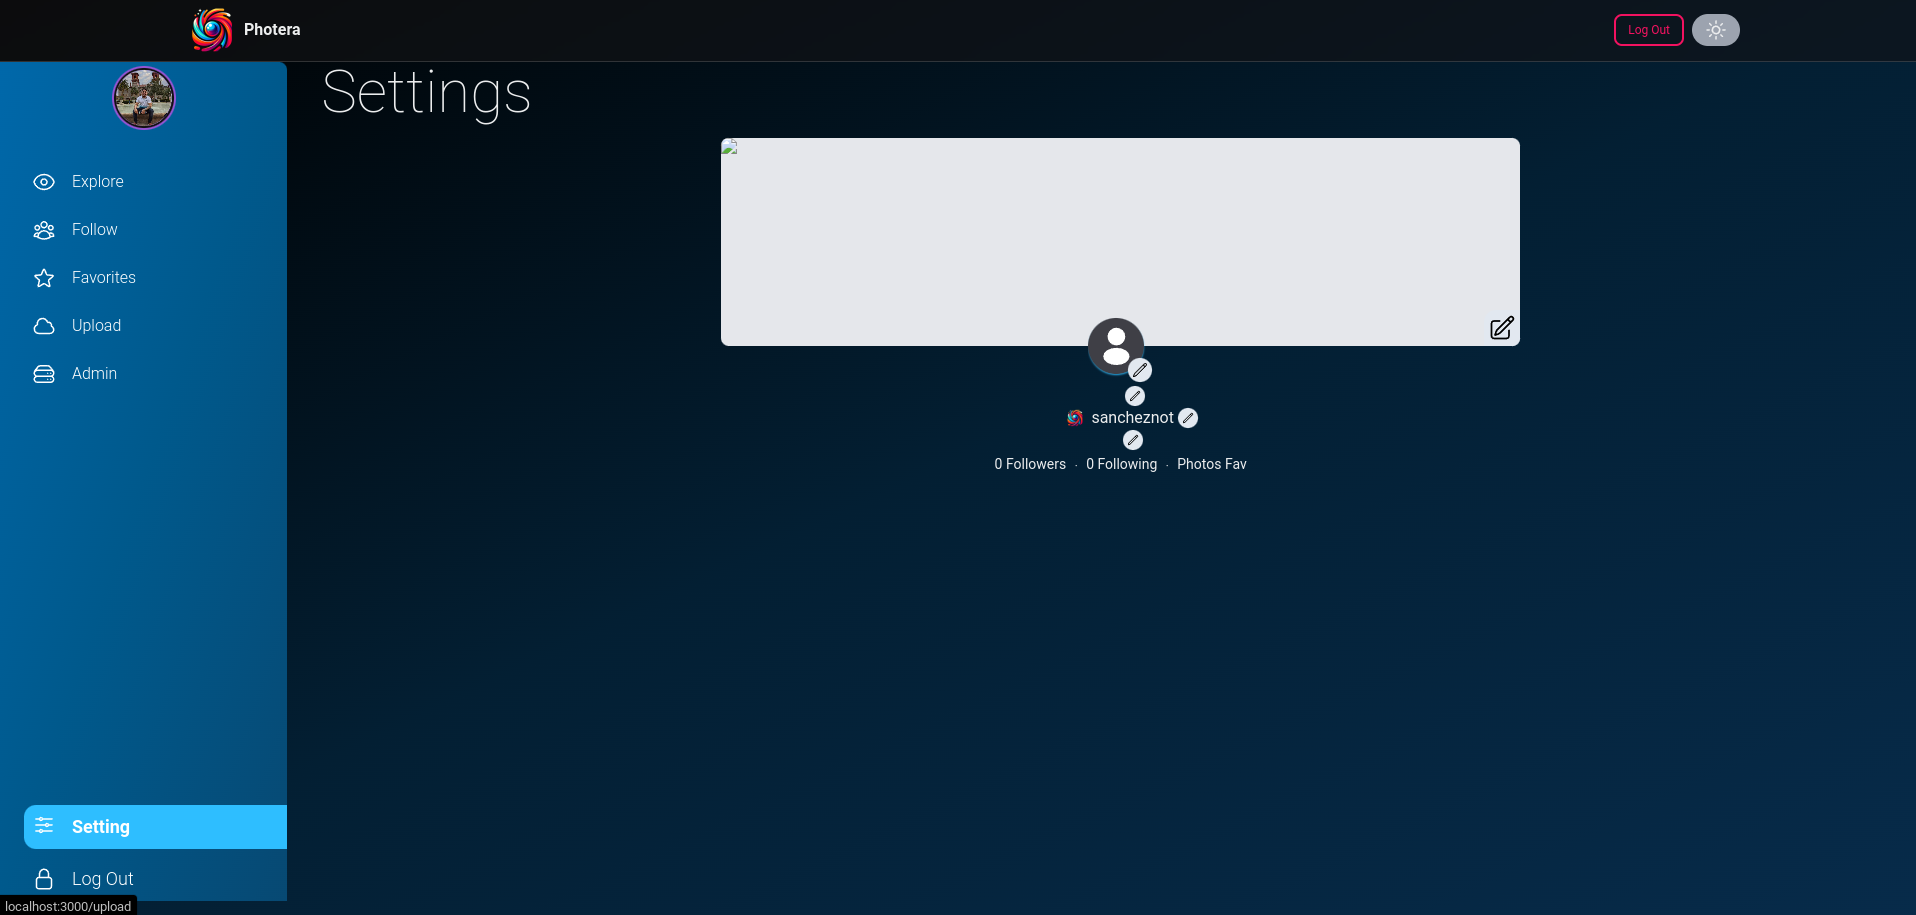 Photera
Log Out
Settings
Explore
Follow
Favorites
Upload
Admin
sancheznot
0 Followers · 0 Following · Photos Fav
Setting
Log Out
localhost:3000/upload